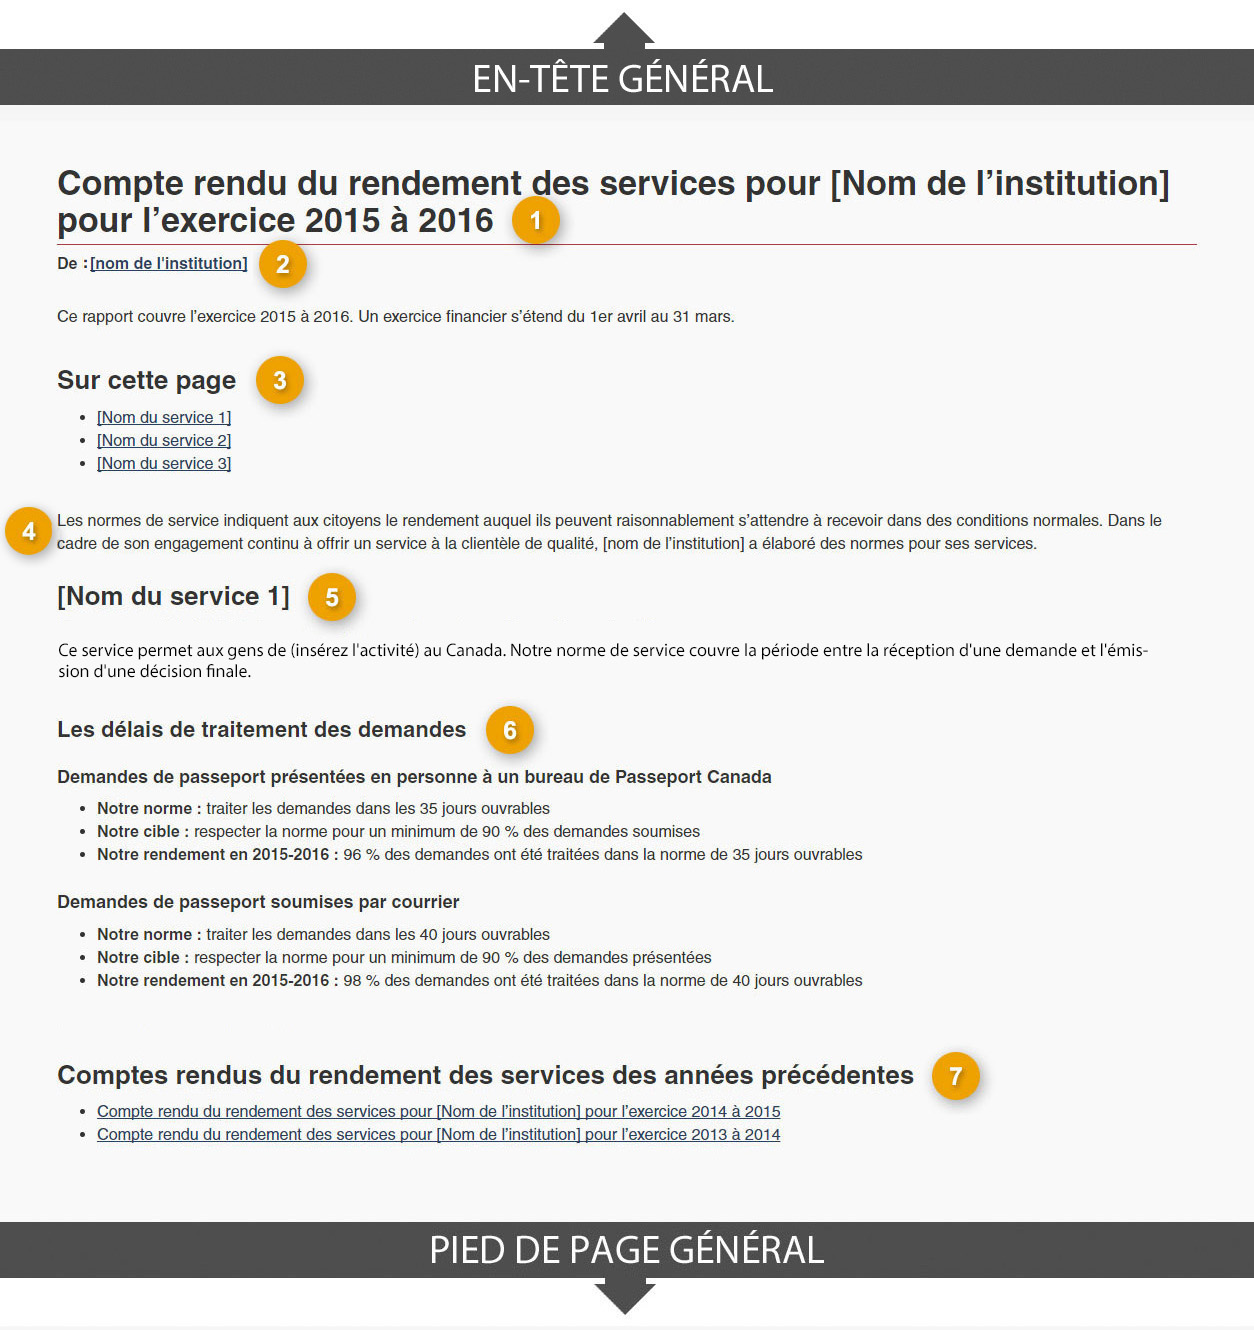 EN-TÊTE GÉNÉRAL
Compte rendu du rendement des services pour [Nom de l’institution]
pour l’exercice 2015 à 2016 1
De :[nom de l'institution] 2
Ce rapport couvre l’exercice 2015 à 2016. Un exercice financier s’étend du 1er avril au 31 mars.
Sur cette page 3
• [Nom du service 1]
• [Nom du service 2]
• [Nom du service 3]
4
Les normes de service indiquent aux citoyens le rendement auquel ils peuvent raisonnablement s’attendre à recevoir dans des conditions normales. Dans le
cadre de son engagement continu à offrir un service à la clientèle de qualité, [nom de l’institution] a élaboré des normes pour ses services.
[Nom du service 1] 5
Ce service permet aux gens de (insérez l'activité) au Canada. Notre norme de service couvre la période entre la réception d'une demande et l'émis-
sion d'une décision finale.
Les délais de traitement des demandes 6
Demandes de passeport présentées en personne à un bureau de Passeport Canada
• Notre norme : traiter les demandes dans les 35 jours ouvrables
• Notre cible : respecter la norme pour un minimum de 90 % des demandes soumises
• Notre rendement en 2015-2016 : 96 % des demandes ont été traitées dans la norme de 35 jours ouvrables
Demandes de passeport soumises par courrier
• Notre norme : traiter les demandes dans les 40 jours ouvrables
• Notre cible : respecter la norme pour un minimum de 90 % des demandes présentées
• Notre rendement en 2015-2016 : 98 % des demandes ont été traitées dans la norme de 40 jours ouvrables
Comptes rendus du rendement des services des années précédentes 7
• Compte rendu du rendement des services pour [Nom de l’institution] pour l’exercice 2014 à 2015
• Compte rendu du rendement des services pour [Nom de l’institution] pour l’exercice 2013 à 2014
PIED DE PAGE GÉNÉRAL